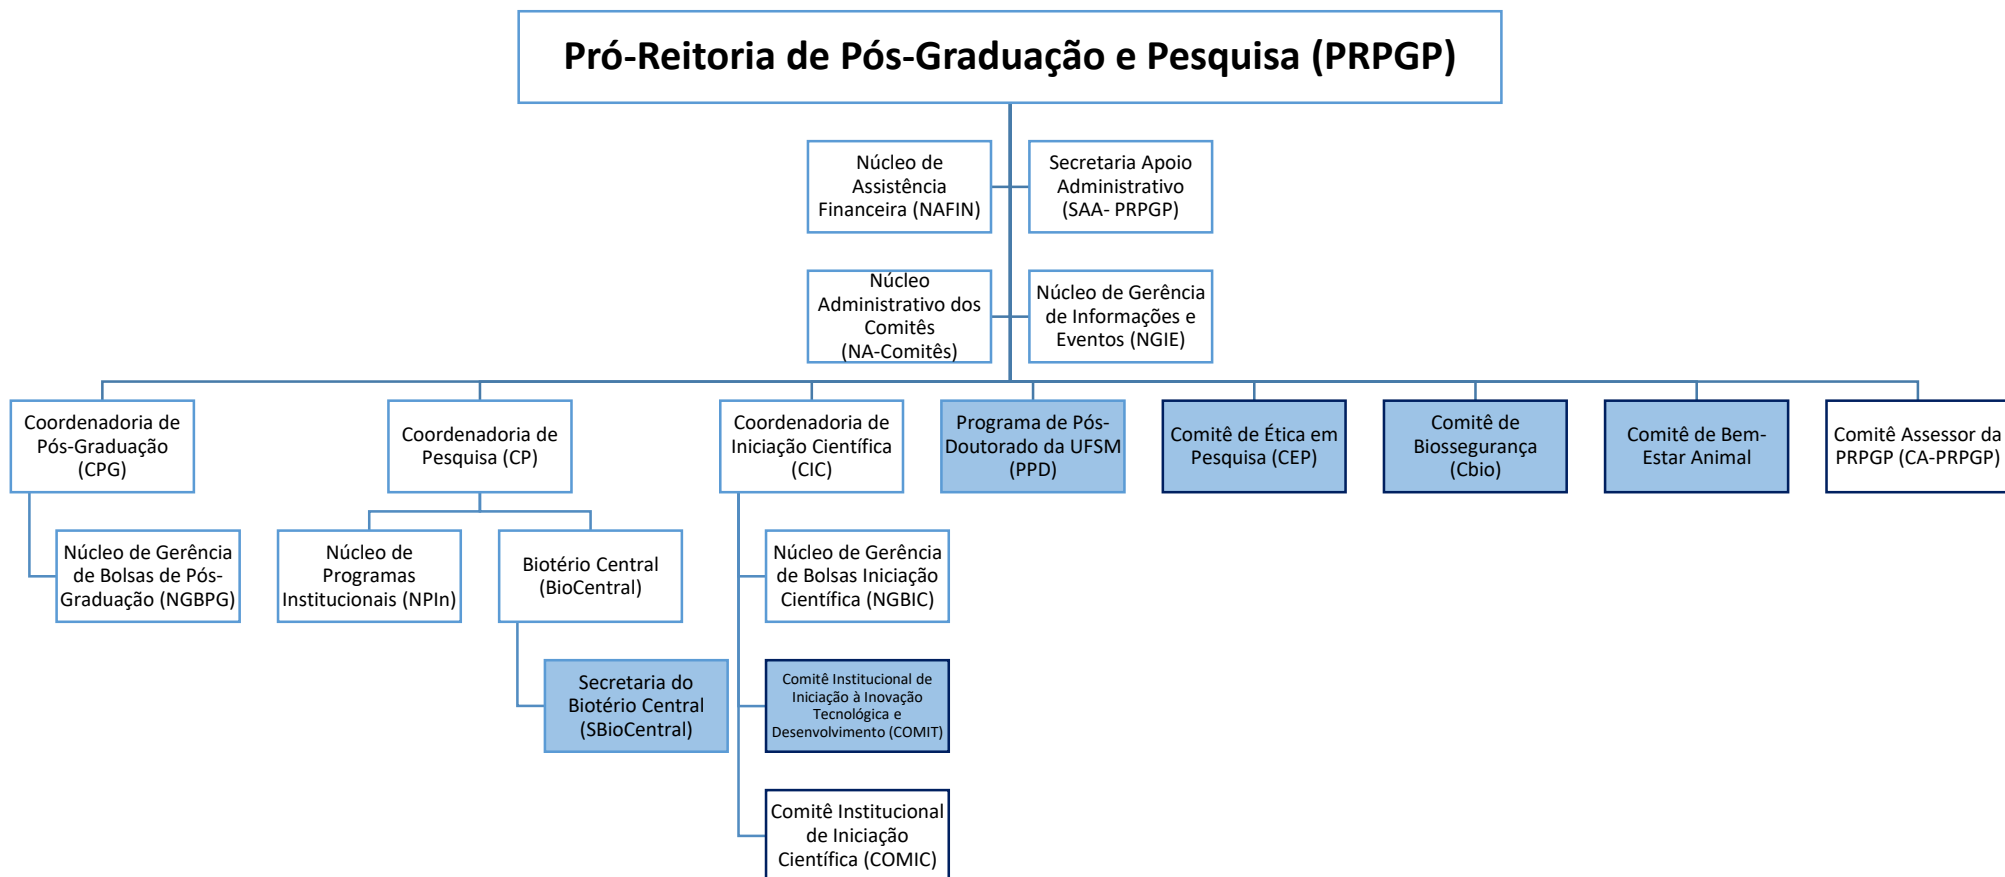 Pró-Reitoria de Pós-Graduação e Pesquisa (PRPGP)
Núcleo de
Assistência
Financeira (NAFIN)
Secretaria Apoio
Administrativo
(SAA- PRPGP)
Núcleo
Administrativo dos
Comitês
(NA-Comitês)
Núcleo de Gerência
de Informações e
Eventos (NGIE)
Coordenadoria de
Pós-Graduação
(CPG)
Coordenadoria de
Pesquisa (CP)
Coordenadoria de
Iniciação Científica
(CIC)
Programa de Pós-
Doutorado da UFSM
(PPD)
Comitê de Ética em
Pesquisa (CEP)
Comitê de
Biossegurança
(Cbio)
Comitê de Bem-
Estar Animal
Comitê Assessor da
PRPGP (CA-PRPGP)
Núcleo de Gerência
de Bolsas de Pós-
Graduação (NGBPG)
Núcleo de
Programas
Institucionais (NPIn)
Biotério Central
(BioCentral)
Núcleo de Gerência
de Bolsas Iniciação
Científica (NGBIC)
Secretaria do
Biotério Central
(SBioCentral)
Comitê Institucional de
Iniciação à Inovação
Tecnológica e
Desenvolvimento (COMIT)
Comitê Institucional
de Iniciação
Científica (COMIC)